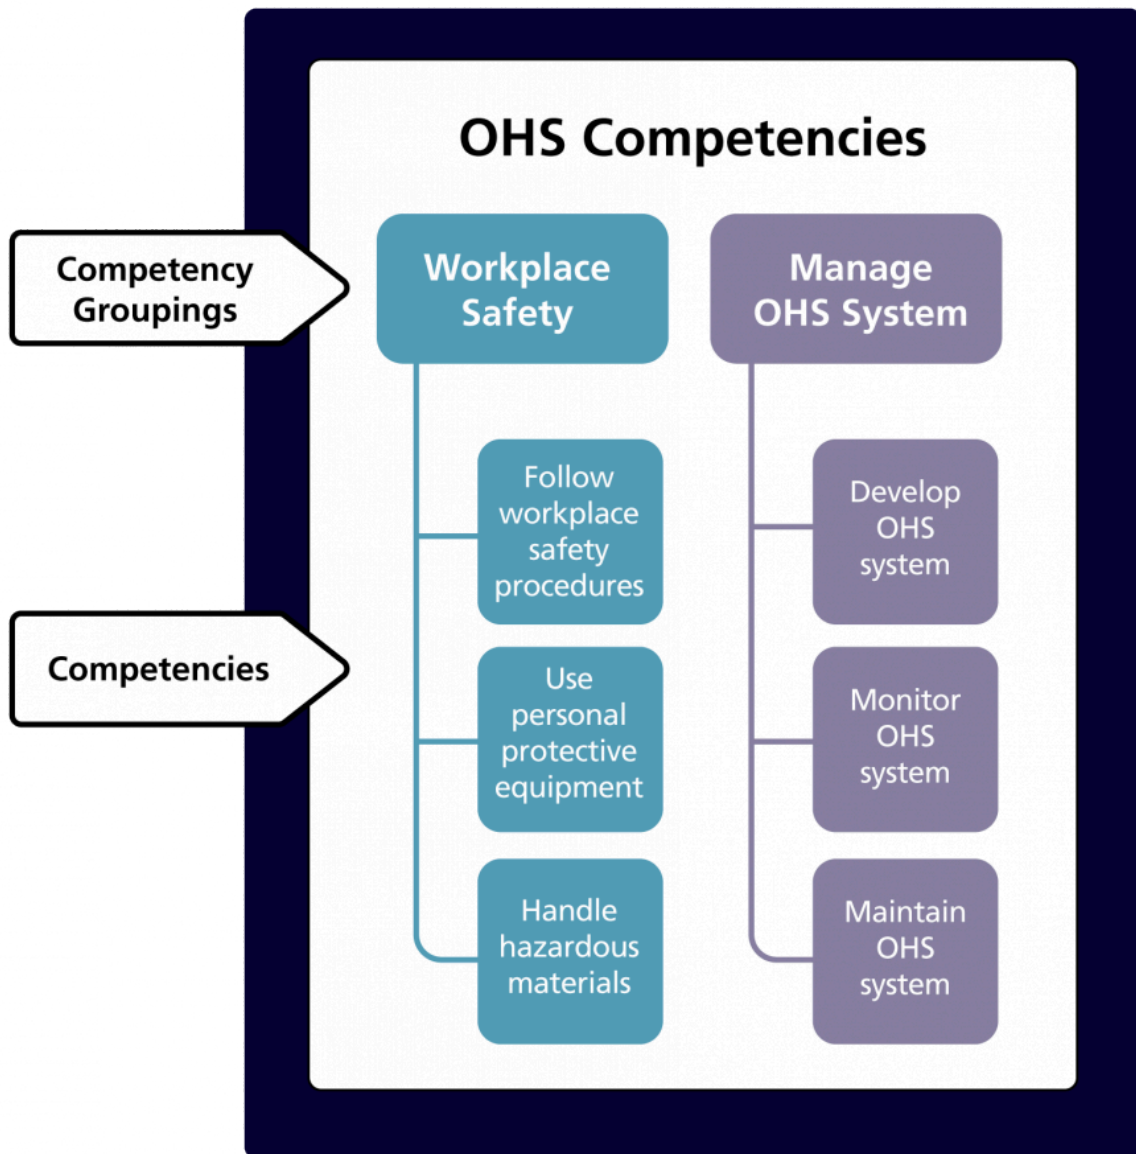 OHS Competencies
Competency
Groupings
Workplace
Safety
Manage
OHS System
Competencies
Follow
workplace
safety
procedures
Use
personal
protective
equipment
Handle
hazardous
materials
Develop
OHS
system
Monitor
OHS
system
Maintain
OHS
system